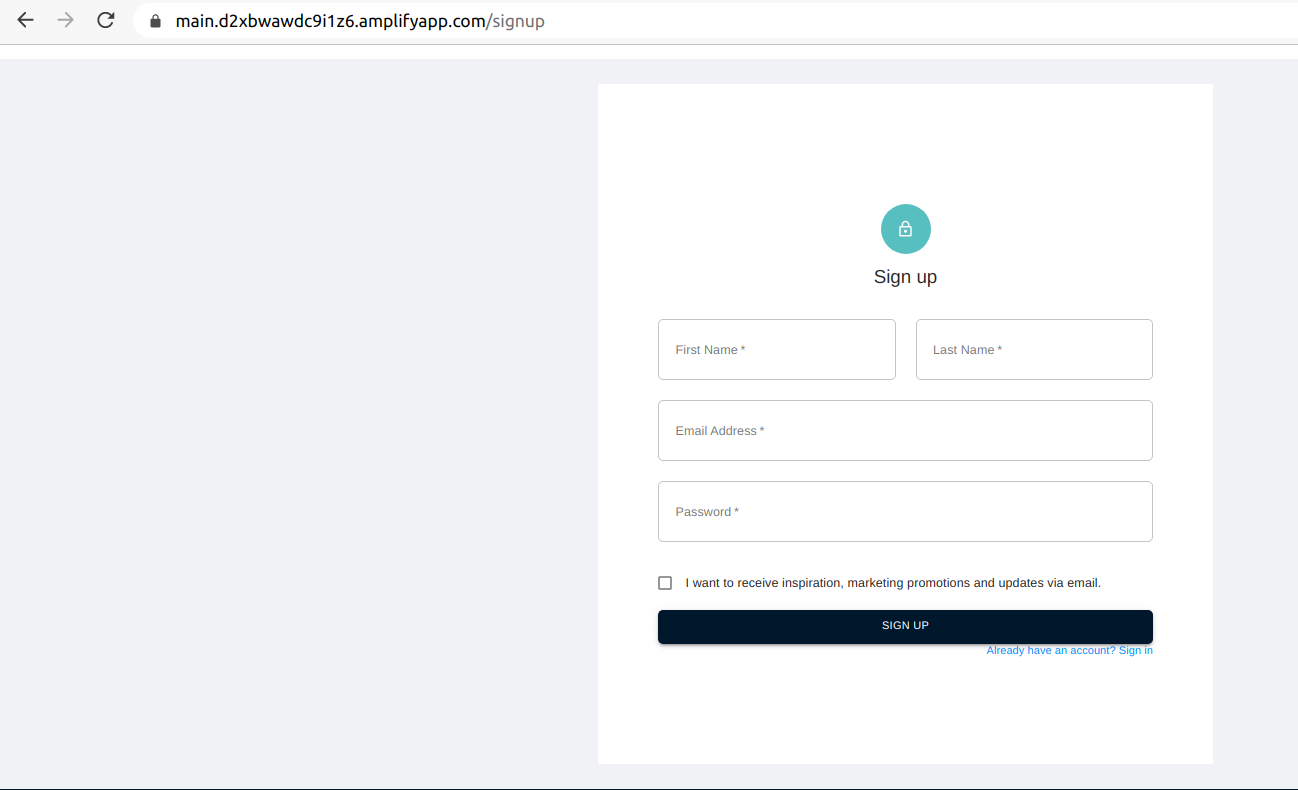 main.d2xbwawdc9i1z6.amplifyapp.com/signup
Sign up
First Name *
Last Name *
Email Address *
Password *
I want to receive inspiration, marketing promotions and updates via email.
SIGN UP
Already have an account? Sign in